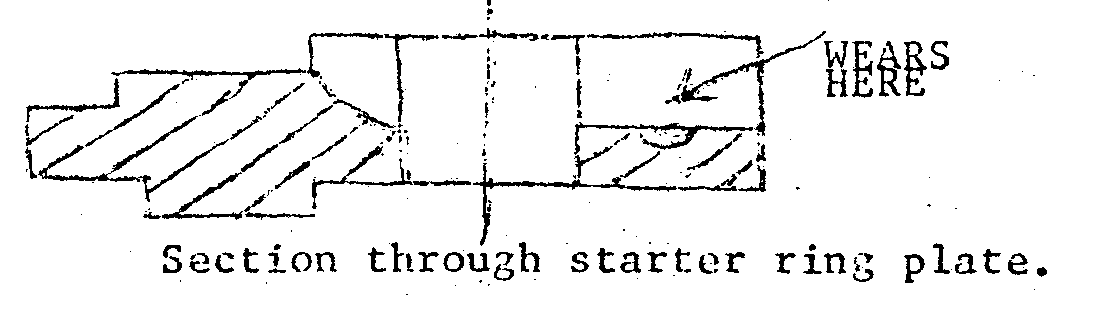 WEARS
HERE
Section through starter ring plate.